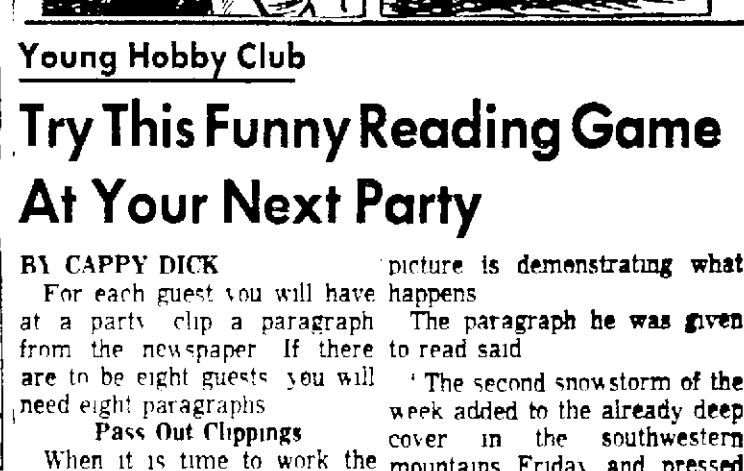 Young Hobby Club
Try This Funny Reading Game
At Your Next Party
BY CAPPY DICK
For each guest you will have
at a party clip a paragraph
from the newspaper If there
are to be eight guests you will
need eight paragraphs
Pass Out Clippings
When it is time to work the
picture is demonstrating what
happens
The paragraph he was given
to read said
' The second snowstorm of the
week added to the already deep
cover in the southwestern
mountains Friday and pressed